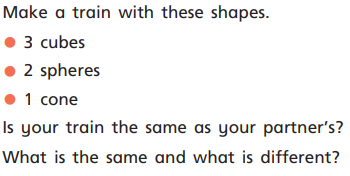 Make a train with these shapes.
● 3 cubes
● 2 spheres
● 1 cone
Is your train the same as your partner's?
What is the same and what is different?